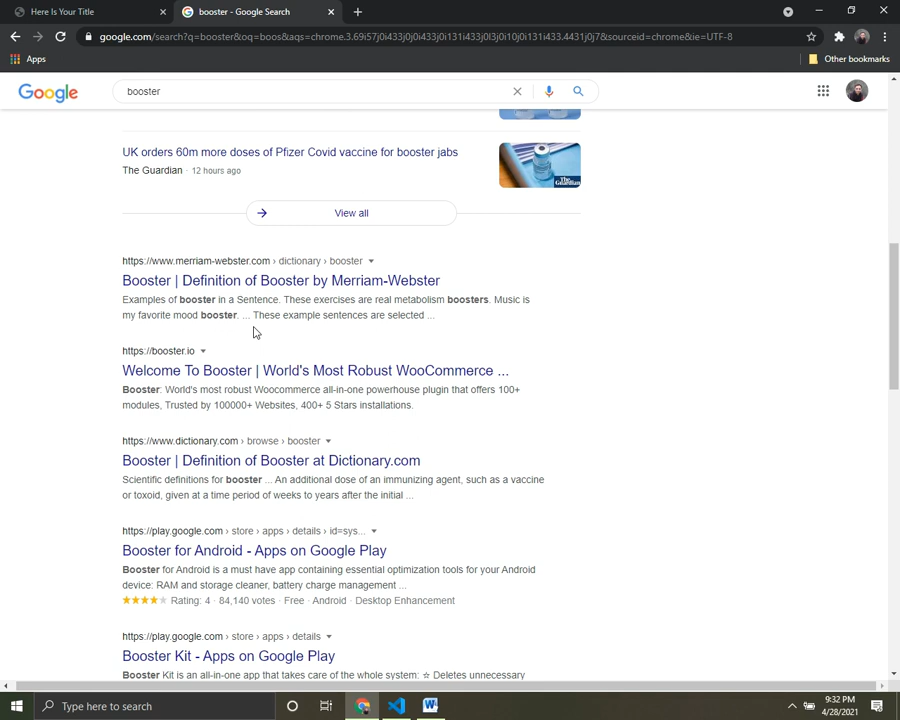 Here Is Your Title
booster - Google Search
google.com/search?q=booster&oq=boos&aqs=chrome.3.69i57j0i433j0j0i433j0i131i433j0l3j0i10j0i131i433.4431j0j7&sourceid=chrome&ie=UTF-8
Apps
Other bookmarks
Google
booster
UK orders 60m more doses of Pfizer Covid vaccine for booster jabs
The Guardian · 12 hours ago
The Guardian
View all
https://www.merriam-webster.com › dictionary › booster
Booster | Definition of Booster by Merriam-Webster
Examples of booster in a Sentence. These exercises are real metabolism boosters. Music is
my favorite mood booster. ... These example sentences are selected ...
https://booster.io
Welcome To Booster | World's Most Robust WooCommerce ...
Booster: World's most robust Woocommerce all-in-one powerhouse plugin that offers 100+
modules, Trusted by 100000+ Websites, 400+ 5 Stars installations.
https://www.dictionary.com › browse › booster
Booster | Definition of Booster at Dictionary.com
Scientific definitions for booster ... An additional dose of an immunizing agent, such as a vaccine
or toxoid, given at a time period of weeks to years after the initial ...
https://play.google.com › store › apps › details › id=sys...
Booster for Android - Apps on Google Play
Booster for Android is a must have app containing essential optimization tools for your Android
device: RAM and storage cleaner, battery charge management ...
Rating: 4 · 84,140 votes · Free · Android · Desktop Enhancement
https://play.google.com › store › apps › details
Booster Kit - Apps on Google Play
Booster Kit is an all-in-one app that takes care of the whole system: ☆ Deletes unnecessary
Type here to search
9:32 PM
4/28/2021